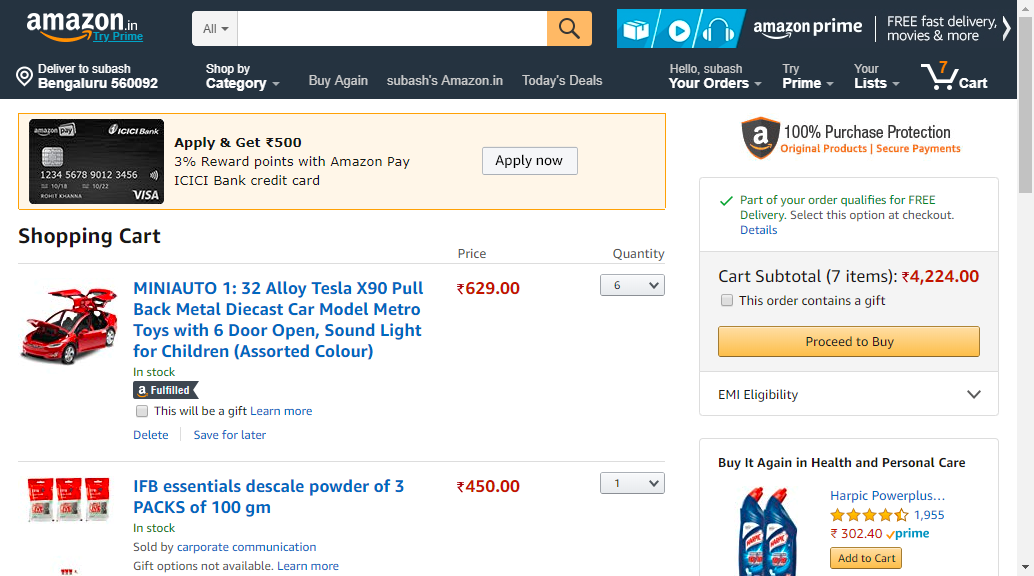 amazon.in
Try Prime
All
amazon prime
FREE fast delivery,
movies & more
Deliver to subash
Bengaluru 560092
Shop by
Category
Buy Again
subash's Amazon.in
Today's Deals
Hello, subash
Your Orders
Try
Prime
Your
Lists
7
Cart
amazon pay
ICICI Bank
1234 5678 9012 3456
10/18
10/22
ROHIT KHANNA
VISA
Apply & Get ₹500
3% Reward points with Amazon Pay
ICICI Bank credit card
Apply now
100% Purchase Protection
Original Products | Secure Payments
Part of your order qualifies for FREE
Delivery. Select this option at checkout.
Details
Cart Subtotal (7 items): ₹4,224.00
This order contains a gift
Proceed to Buy
EMI Eligibility
Shopping Cart
Price
Quantity
MINIAUTO 1: 32 Alloy Tesla X90 Pull
Back Metal Diecast Car Model Metro
Toys with 6 Door Open, Sound Light
for Children (Assorted Colour)
₹629.00
6
In stock
a Fulfilled
This will be a gift Learn more
Delete
Save for later
IFB essentials descale powder of 3
PACKS of 100 gm
₹450.00
1
In stock
Sold by carporate communication
Gift options not available. Learn more
Buy It Again in Health and Personal Care
Harpic Powerplus...
1,955
₹ 302.40 prime
Add to Cart